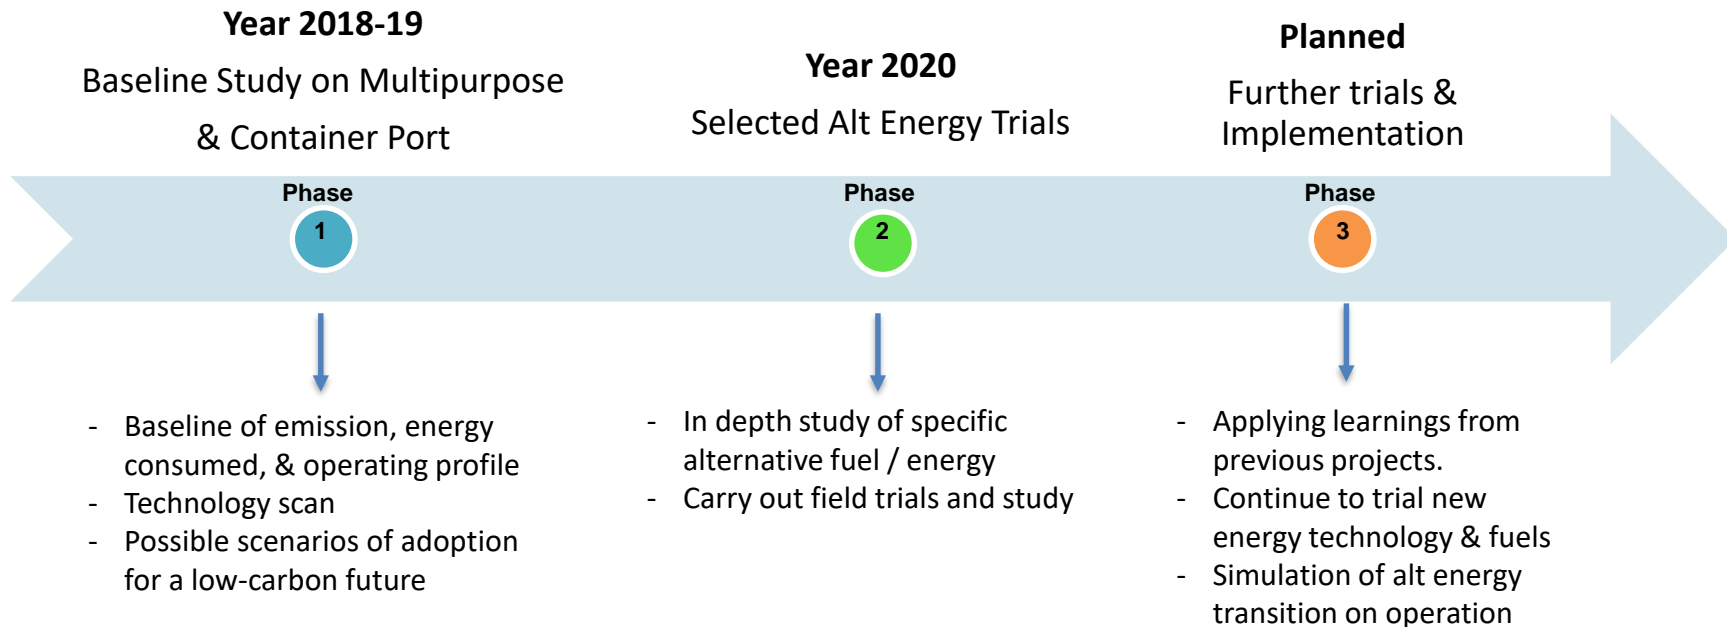 Year 2018-19
Baseline Study on Multipurpose
& Container Port
Year 2020
Selected Alt Energy Trials
Planned
Further trials &
Implementation
Phase
1
Phase
2
Phase
3
- Baseline of emission, energy
consumed, & operating profile
- Technology scan
- Possible scenarios of adoption
for a low-carbon future
- In depth study of specific
alternative fuel / energy
- Carry out field trials and study
- Applying learnings from
previous projects.
- Continue to trial new
energy technology & fuels
- Simulation of alt energy
transition on operation